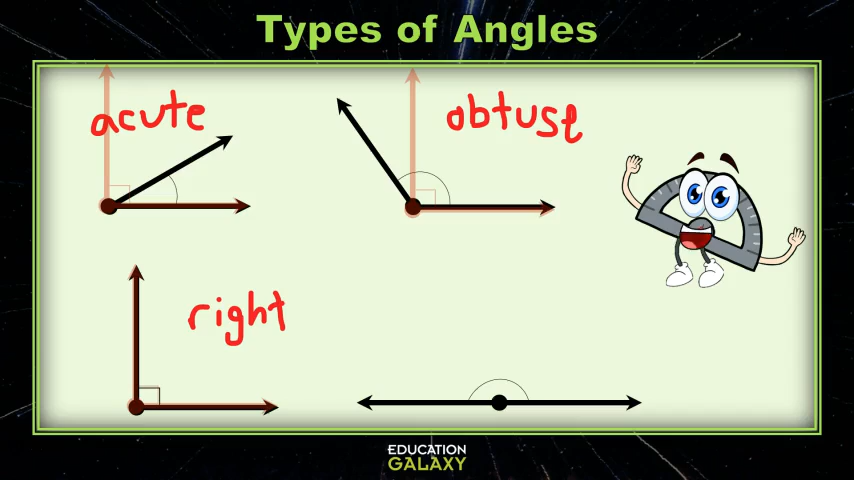 Types of Angles
acute
obtuse
right
EDUCATION
GALAXY